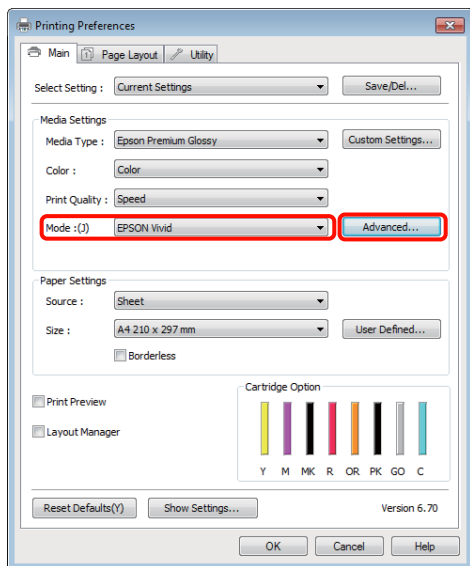 Printing Preferences
Main Page Layout Utility
Select Setting : Current Settings Save/Del...
Media Settings
Media Type : Epson Premium Glossy Custom Settings...
Color : Color
Print Quality : Speed
Mode :(J) EPSON Vivid Advanced...
Paper Settings
Source : Sheet
Size : A4 210 x 297 mm User Defined...
Borderless
Cartridge Option
Print Preview
Layout Manager
Y M MK R OR PK GO C
Reset Defaults(Y) Show Settings... Version 6.70
OK Cancel Help